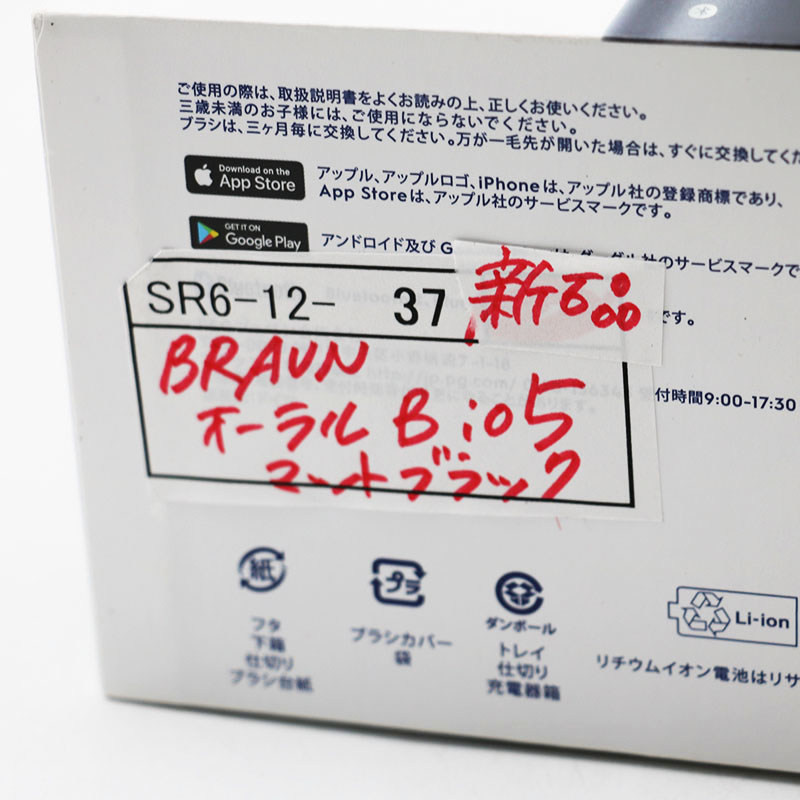 ご使用の際は、取扱説明書をよくお読みの上、正しくお使いください。
三歳未満のお子様には、ご使用にならないでください。
ブラシは、三ヶ月毎に交換してください。万が一毛先が開いた場合は、すぐに交換してくだ
Download on the
App Store
アップル、アップルロゴ、iPhoneは、アップル社の登録商標であり、
App Storeは、アップル社のサービスマークです。
GET IT ON
Google Play
アンドロイド及び G
社のサービスマークで
SR6-12- 37
新品
です。
BRAUN
オーラル B io5
マットブラック
付時間9:00-17:30
紙
フタ
下箱
仕切り
ブラシ台紙
プラ
ブラシカバー
袋
ダンボール
トレイ
仕切り
充電器箱
Li-ion
リチウムイオン電池はリサ